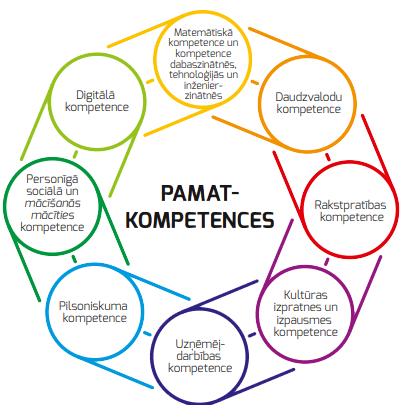 Matemātiskā
kompetence un
kompetence
dabaszinātnēs,
tehnoloģijās un
inženier-
zinātnēs
Daudzvalodu
kompetence
Rakstpratības
kompetence
Kultūras
izpratnes un
izpausmes
kompetence
Uzņēmēj-
darbības
kompetence
Pilsoniskuma
kompetence
Personīgā
sociālā un
mācīšanās
mācīties
kompetence
Digitālā
kompetence
PAMAT-
KOMPETENCES